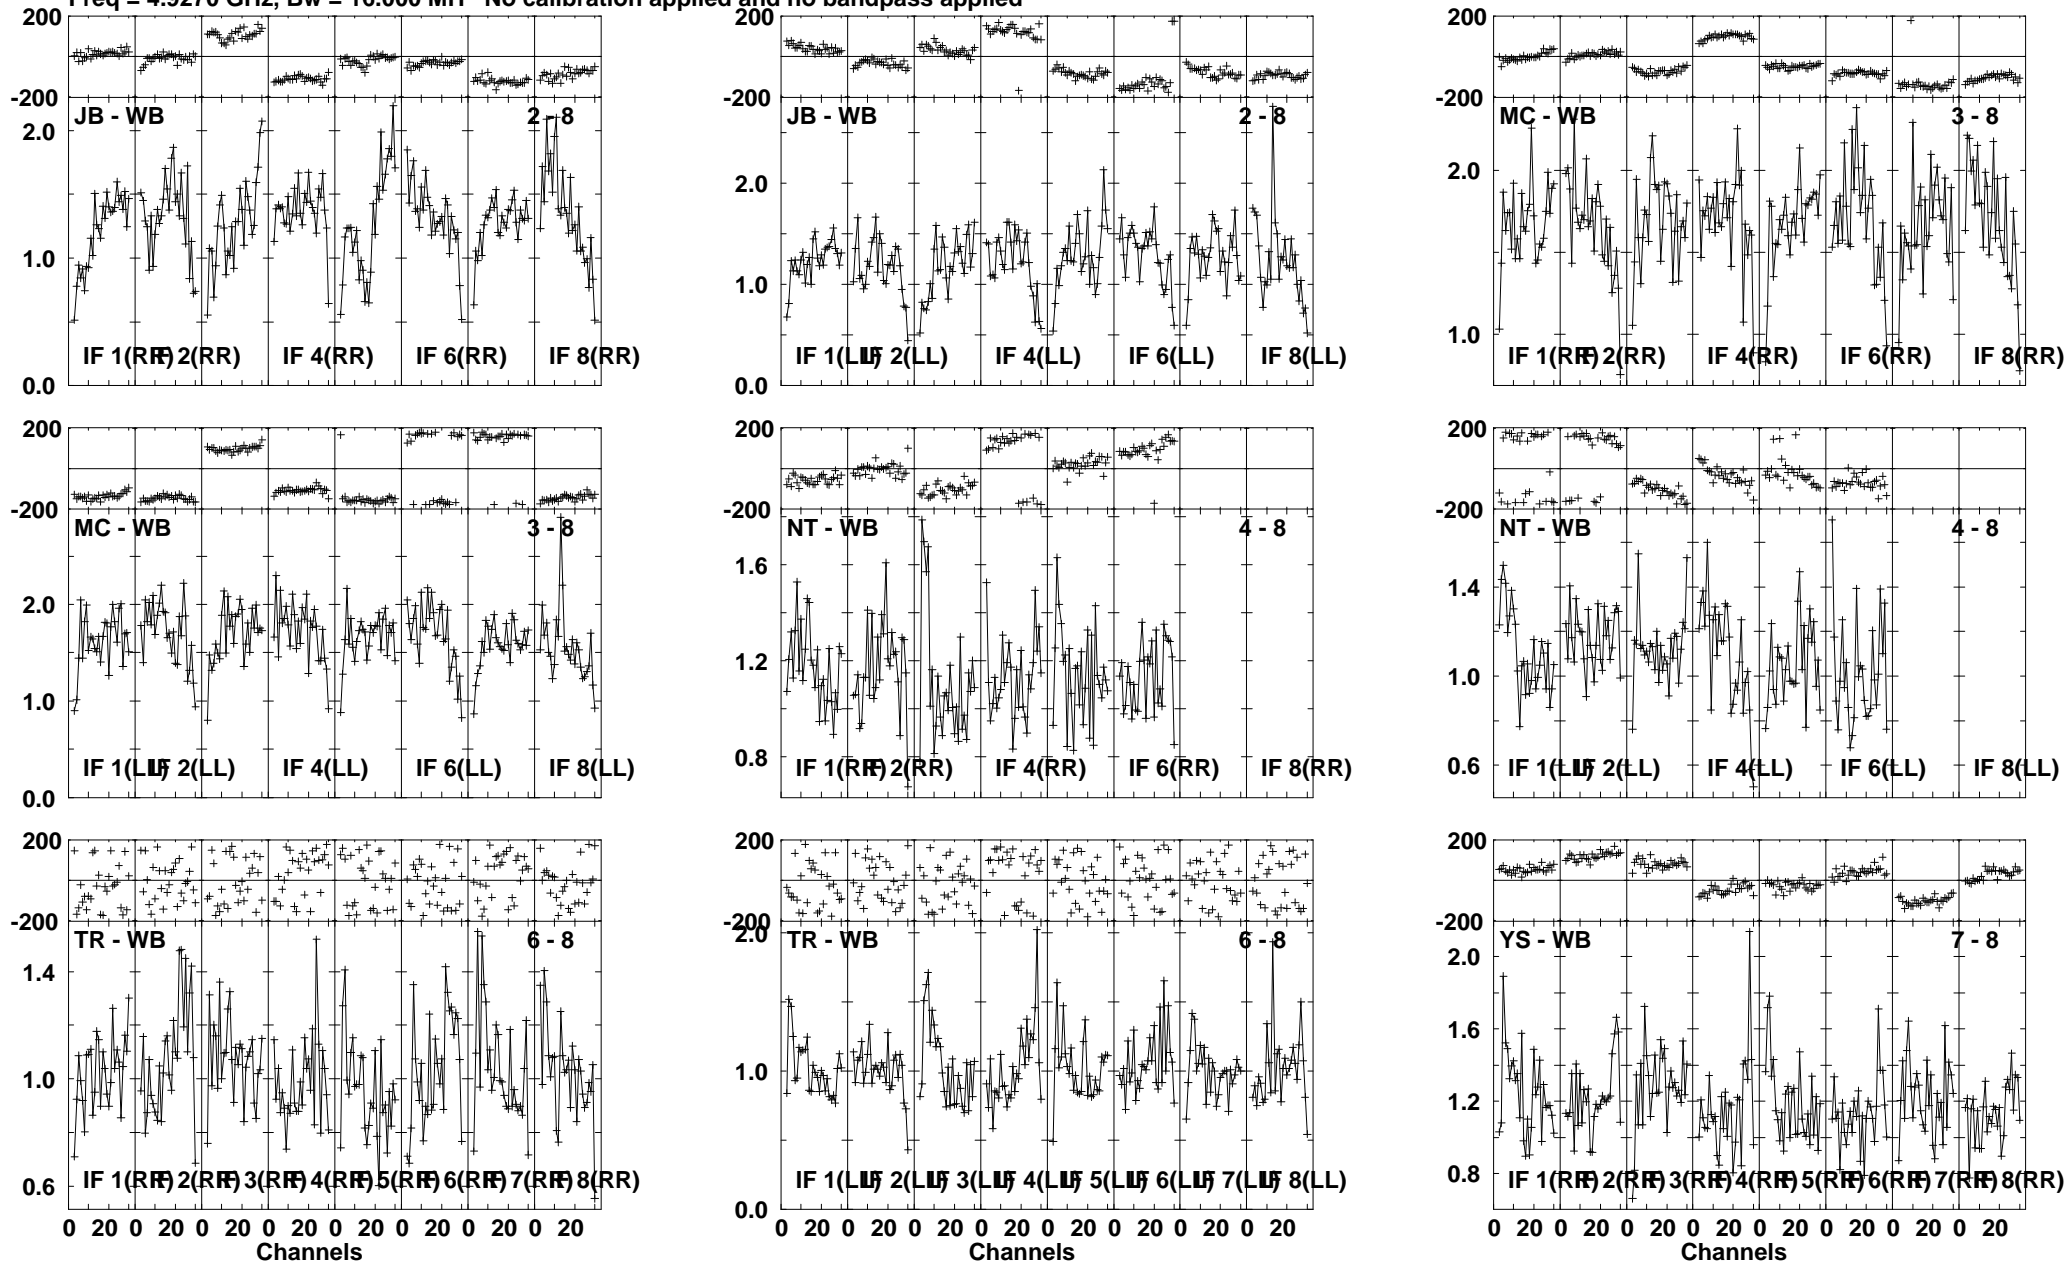 Freq = 4.9276 GHz, Bw = 16.000 MH No calibration applied and no bandpass applied
200
-200
JB - WB 2 - 8
2.0
1.0
0.0
IF 1(RR) IF 2(RR) IF 4(RR) IF 6(RR) IF 8(RR)
JB - WB 2 - 8
2.0
1.0
0.0
IF 1(LL) IF 2(LL) IF 4(LL) IF 6(LL) IF 8(LL)
200
-200
MC - WB 3 - 8
2.0
1.0
IF 1(RR) IF 2(RR) IF 4(RR) IF 6(RR) IF 8(RR)
200
-200
MC - WB 3 - 8
2.0
1.0
0.0
IF 1(LL) IF 2(LL) IF 4(LL) IF 6(LL) IF 8(LL)
200
-200
NT - WB 4 - 8
1.6
1.2
0.8
IF 1(RR) IF 2(RR) IF 4(RR) IF 6(RR) IF 8(RR)
200
-200
NT - WB 4 - 8
1.4
1.0
0.6
IF 1(LL) IF 2(LL) IF 4(LL) IF 6(LL) IF 8(LL)
200
-200
TR - WB 6 - 8
1.4
1.0
0.6
IF 1(RR) IF 2(RR) IF 3(RR) IF 4(RR) IF 5(RR) IF 6(RR) IF 7(RR) IF 8(RR)
0 20 0 20 0 20 0 20 0 20 0 20 0 20 0 20
Channels
200
-200
TR - WB 6 - 8
2.0
1.0
0.0
IF 1(LL) IF 2(LL) IF 3(LL) IF 4(LL) IF 5(LL) IF 6(LL) IF 7(LL) IF 8(LL)
0 20 0 20 0 20 0 20 0 20 0 20 0 20 0 20
200
-200
YS - WB 7 - 8
2.0
1.6
1.2
0.8
IF 1(RR) IF 2(RR) IF 3(RR) IF 4(RR) IF 5(RR) IF 6(RR) IF 7(RR) IF 8(RR)
0 20 0 20 0 20 0 20 0 20 0 20 0 20 0 20
Channels